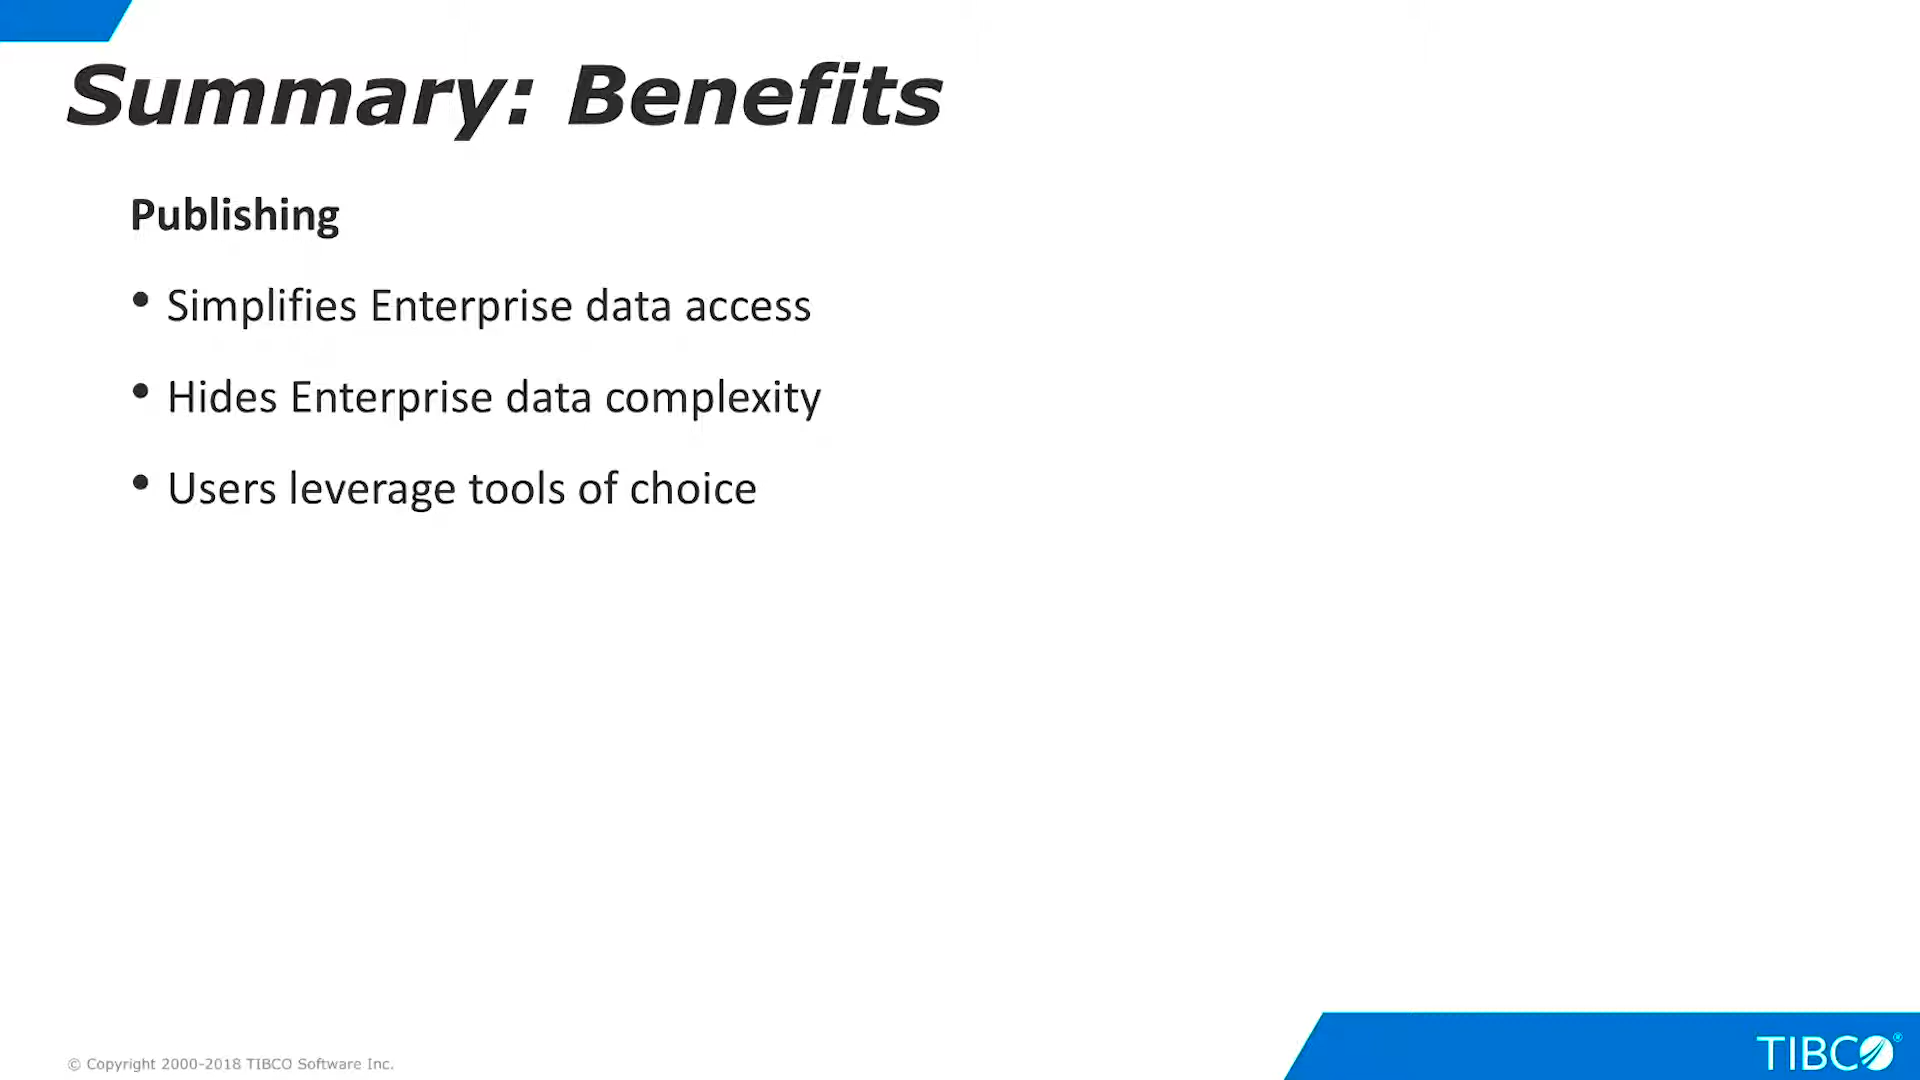 Summary: Benefits
Publishing
• Simplifies Enterprise data access
• Hides Enterprise data complexity
• Users leverage tools of choice
© Copyright 2000-2018 TIBCO Software Inc.
TIBCO®